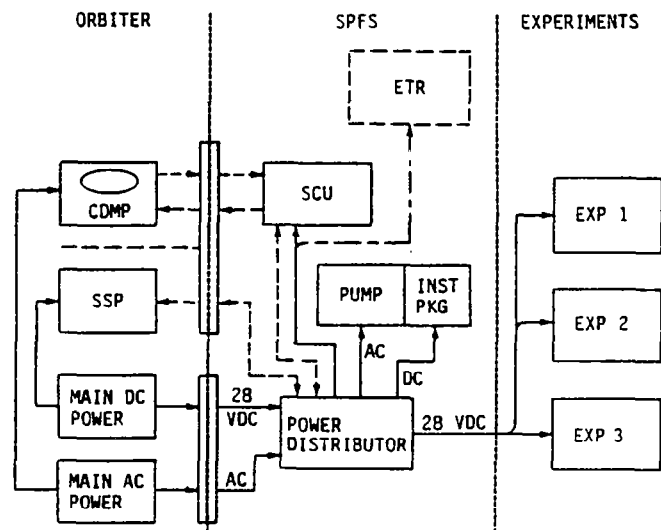 ORBITER
SPFS
EXPERIMENTS
ETR
CDMP
SCU
EXP 1
SSP
PUMP
INST
PKG
EXP 2
AC
DC
MAIN DC
POWER
28
VDC
POWER
DISTRIBUTOR
28 VDC
EXP 3
MAIN AC
POWER
AC